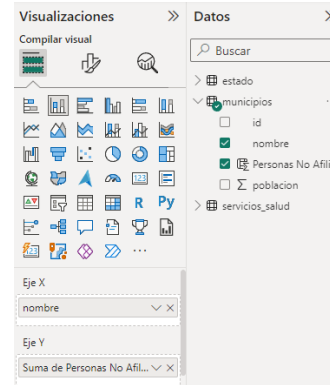 Visualizaciones
Compilar visual
123
R
Py
Eje X
nombre
Eje Y
Suma de Personas No Afil...
Datos
Buscar
estado
municipios
id
nombre
Personas No Afili
poblacion
servicios_salud